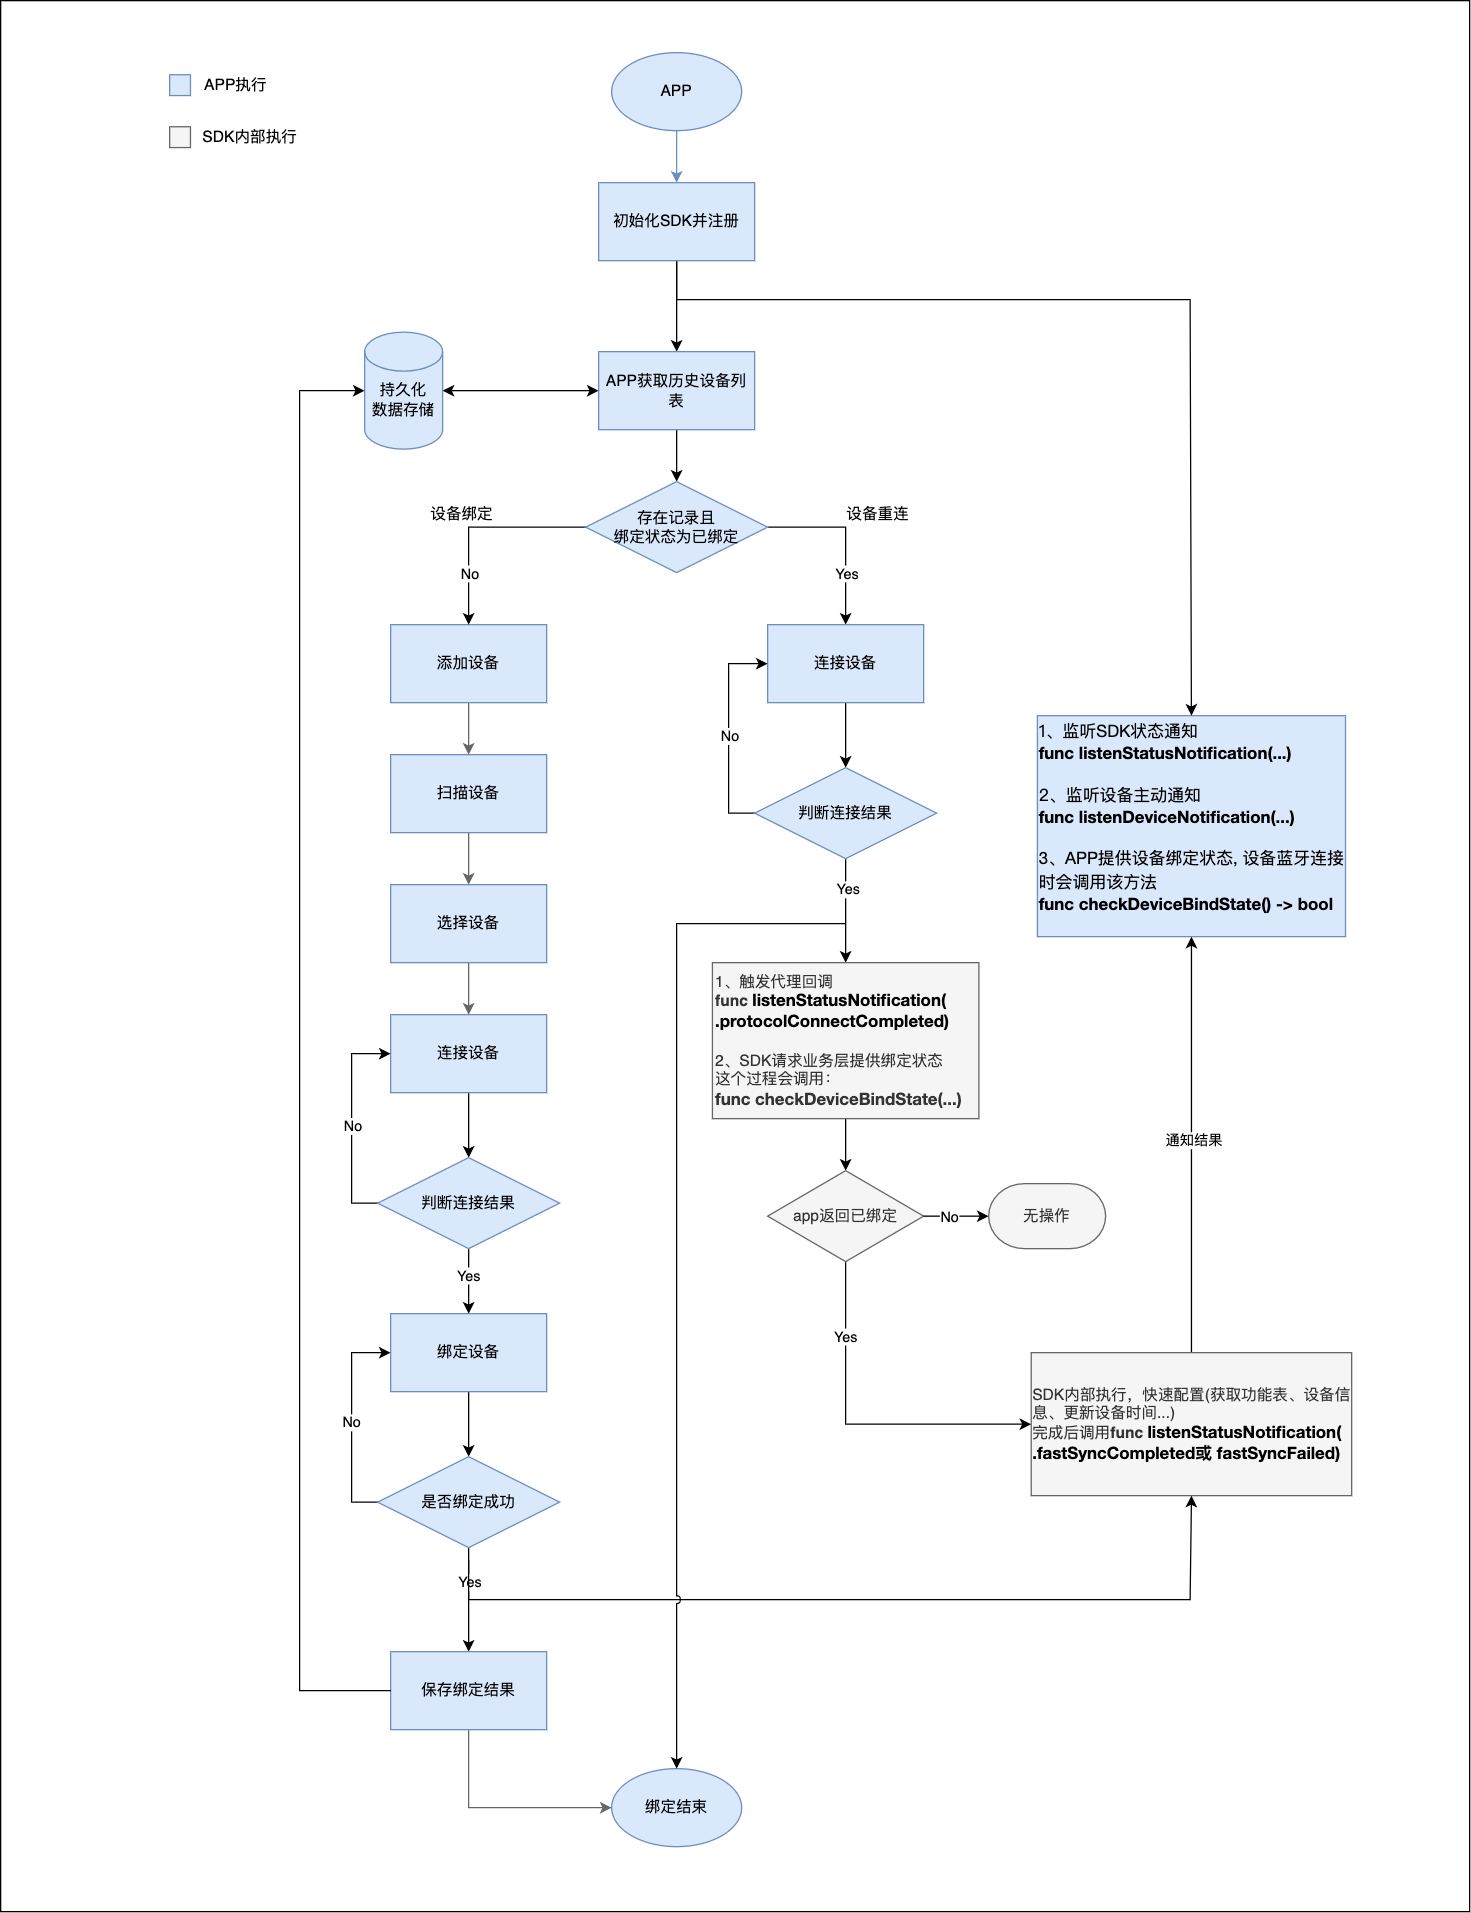 APP执行
SDK内部执行
APP
初始化SDK并注册
持久化
数据存储
APP获取历史设备列
表
设备绑定
存在记录且
绑定状态为已绑定
设备重连
No
Yes
添加设备
连接设备
No
扫描设备
判断连接结果
Yes
1、监听SDK状态通知
func listenStatusNotification(...)
2、监听设备主动通知
func listenDeviceNotification(...)
3、APP提供设备绑定状态, 设备蓝牙连接
时会调用该方法
func checkDeviceBindState() -> bool
选择设备
1、触发代理回调
func listenStatusNotification(
.protocolConnectCompleted)
2、SDK请求业务层提供绑定状态
这个过程会调用：
func checkDeviceBindState(...)
连接设备
No
判断连接结果
Yes
app返回已绑定
No
无操作
通知结果
Yes
绑定设备
No
是否绑定成功
Yes
SDK内部执行，快速配置(获取功能表、设备信
息、更新设备时间...)
完成后调用func listenStatusNotification(
.fastSyncCompleted或 fastSyncFailed)
保存绑定结果
绑定结束